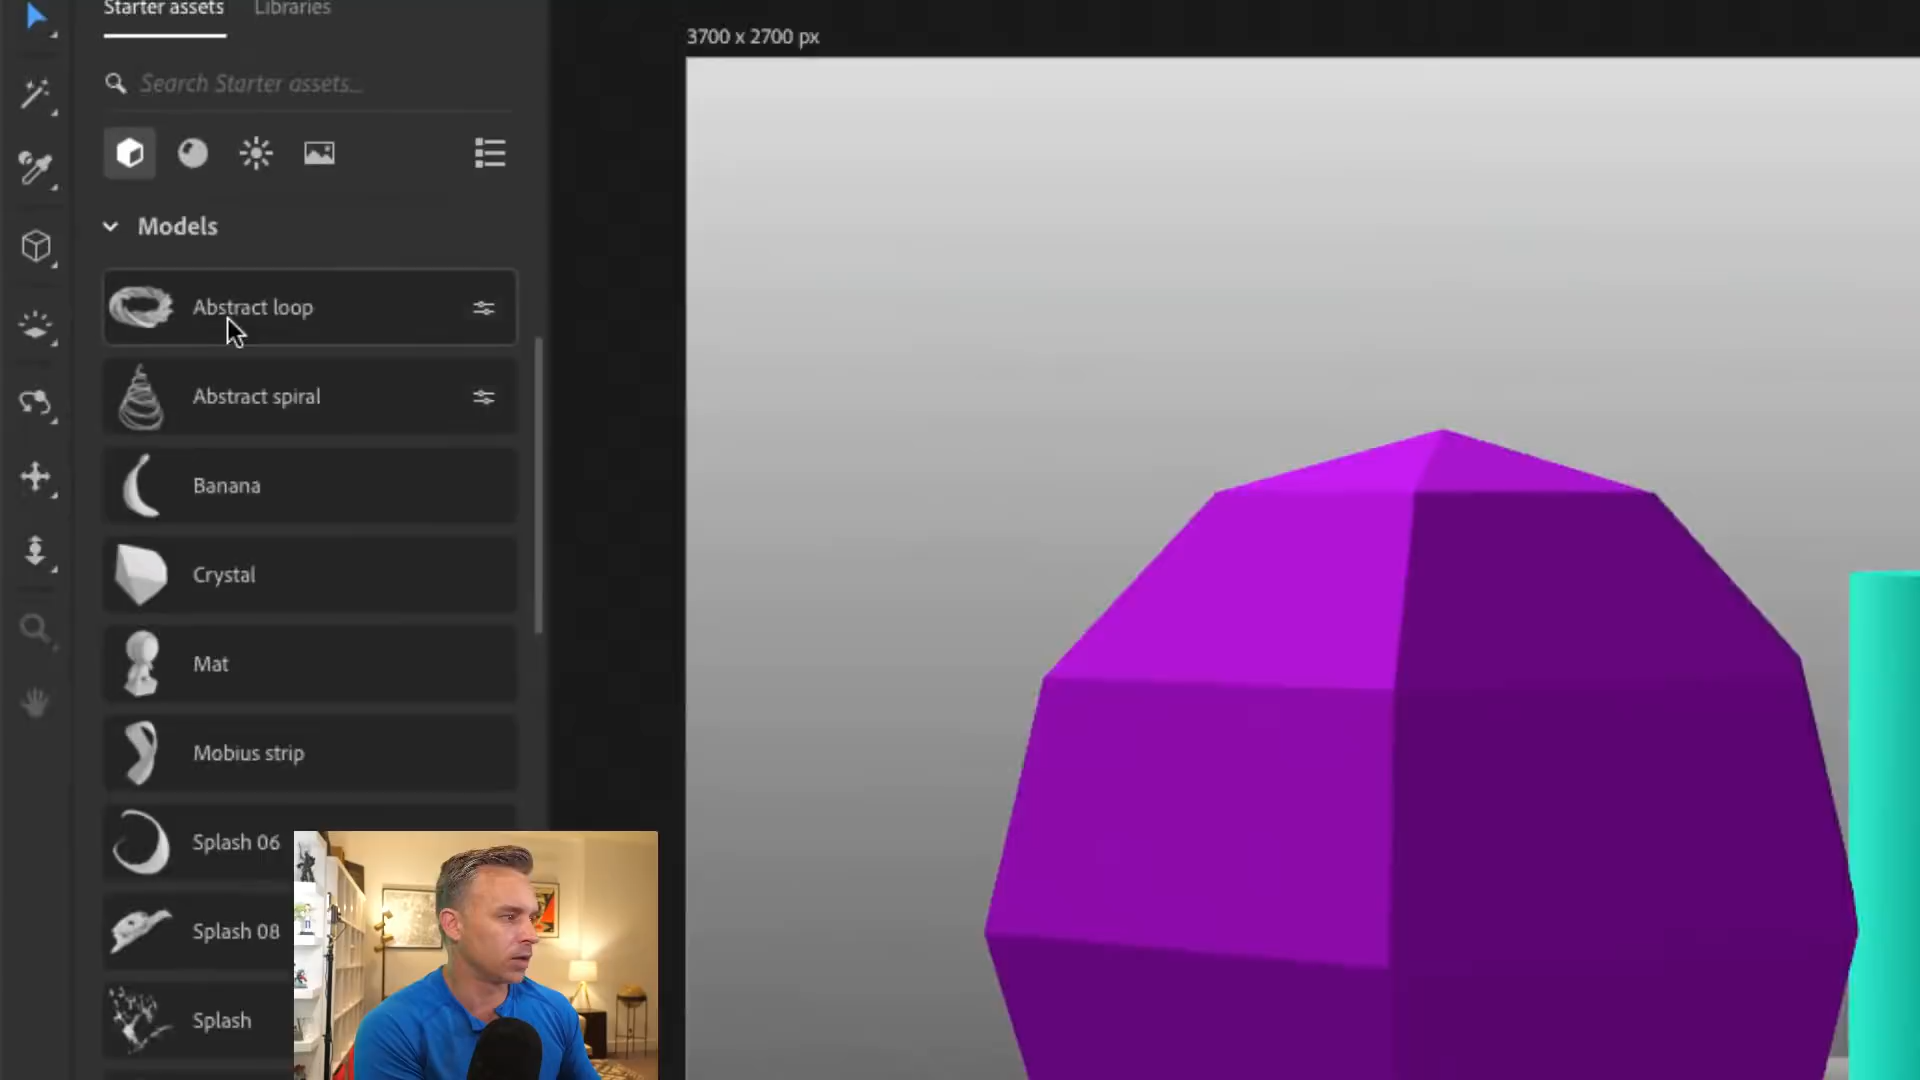 Starter assets
Libraries
3700 x 2700 px
Search Starter assets...
Models
Abstract loop
Abstract spiral
Banana
Crystal
Mat
Mobius strip
Splash 06
Splash 08
Splash